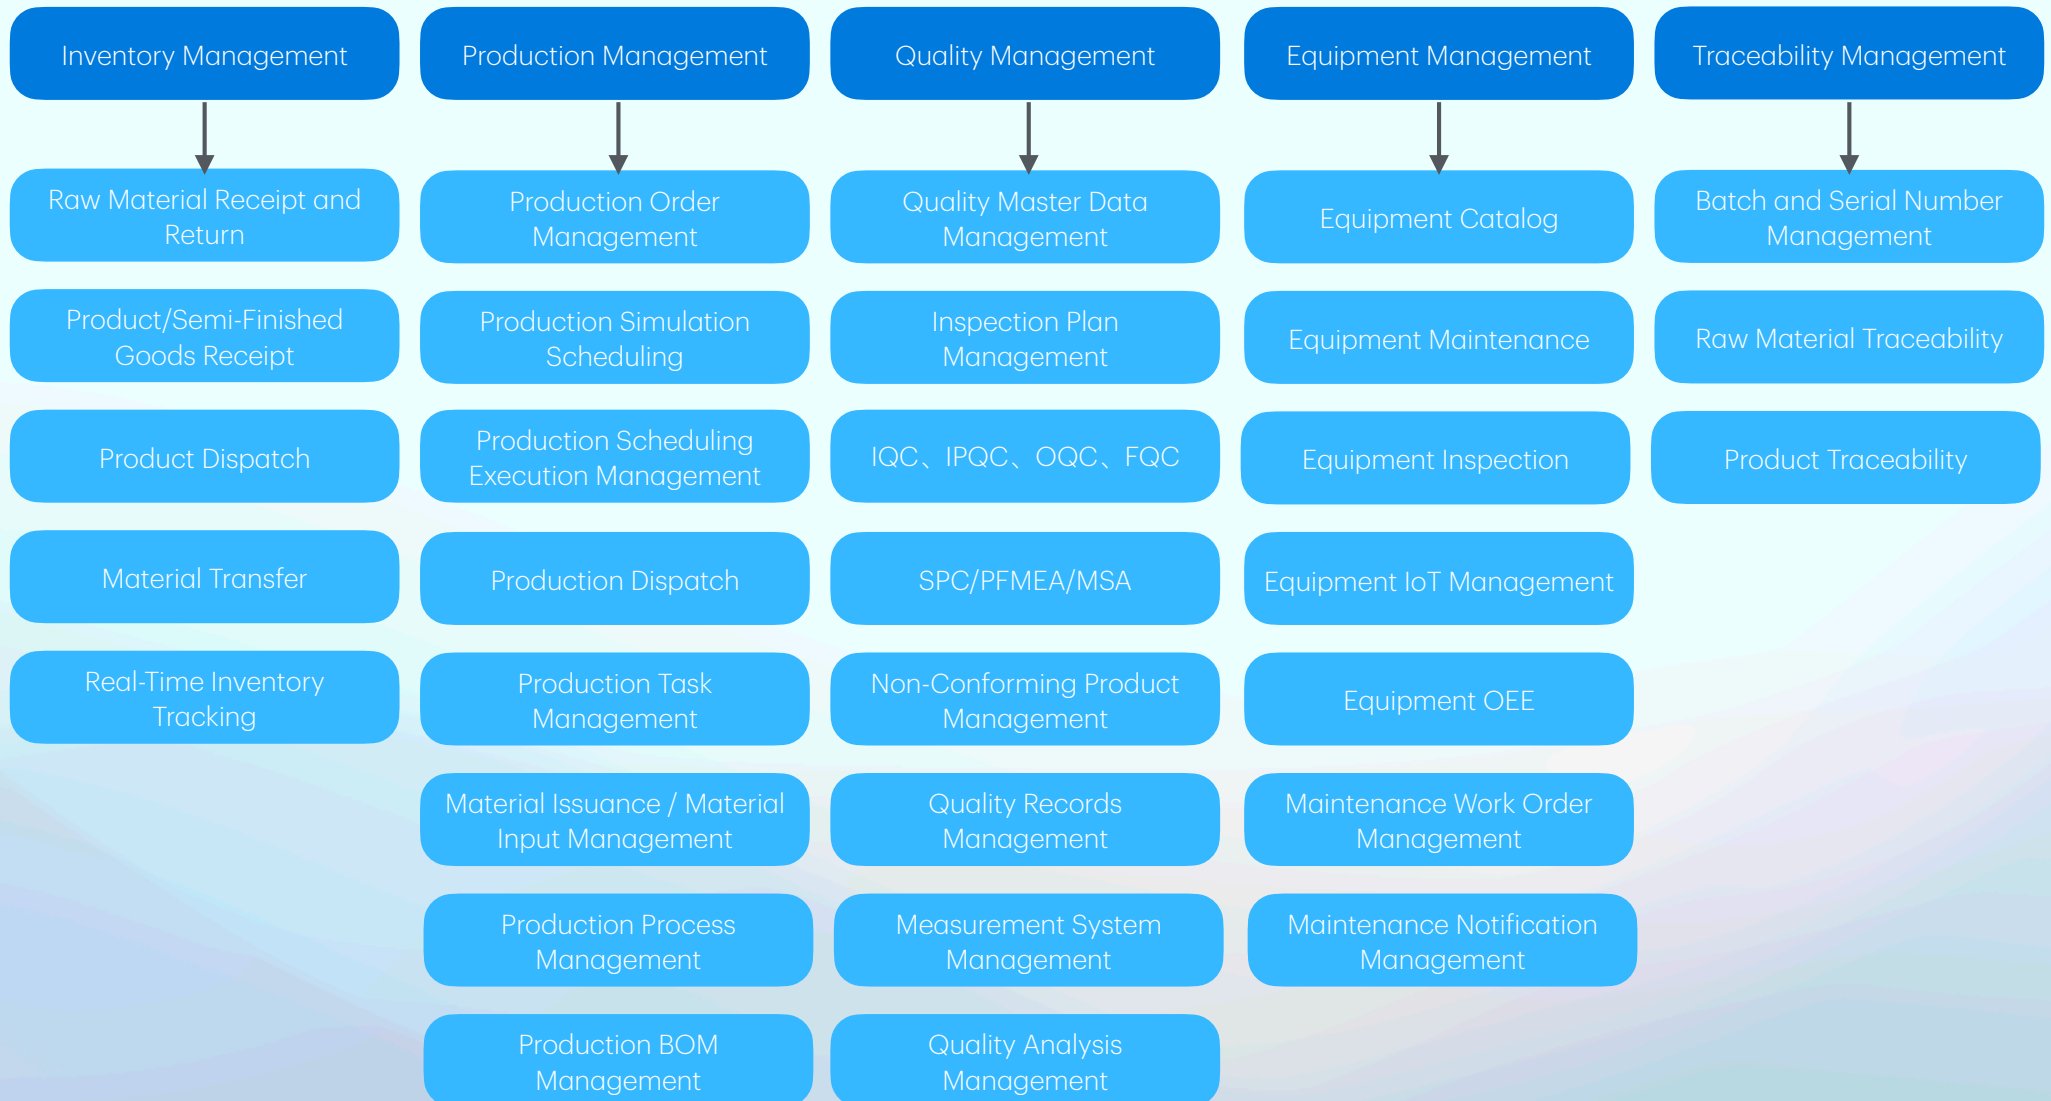 Inventory Management
Production Management
Quality Management
Equipment Management
Traceability Management
Raw Material Receipt and
Return
Product/Semi-Finished
Goods Receipt
Product Dispatch
Material Transfer
Real-Time Inventory
Tracking
Production Order
Management
Production Simulation
Scheduling
Production Scheduling
Execution Management
Production Dispatch
Production Task
Management
Material Issuance / Material
Input Management
Production Process
Management
Production BOM
Management
Quality Master Data
Management
Inspection Plan
Management
IQC、IPQC、OQC、FQC
SPC/PFMEA/MSA
Non-Conforming Product
Management
Quality Records
Management
Measurement System
Management
Quality Analysis
Management
Equipment Catalog
Equipment Maintenance
Equipment Inspection
Equipment IoT Management
Equipment OEE
Maintenance Work Order
Management
Maintenance Notification
Management
Batch and Serial Number
Management
Raw Material Traceability
Product Traceability